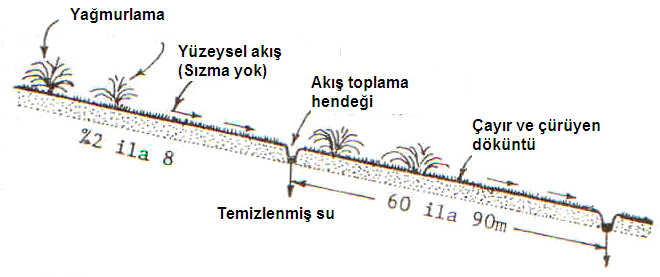 Yağmurlama
Yüzeysel akış
(Sızma yok)
Akış toplama
hendeği
Çayır ve çürüyen
döküntü
%2 ila 8
Temizlenmiş su
60 ila 90m